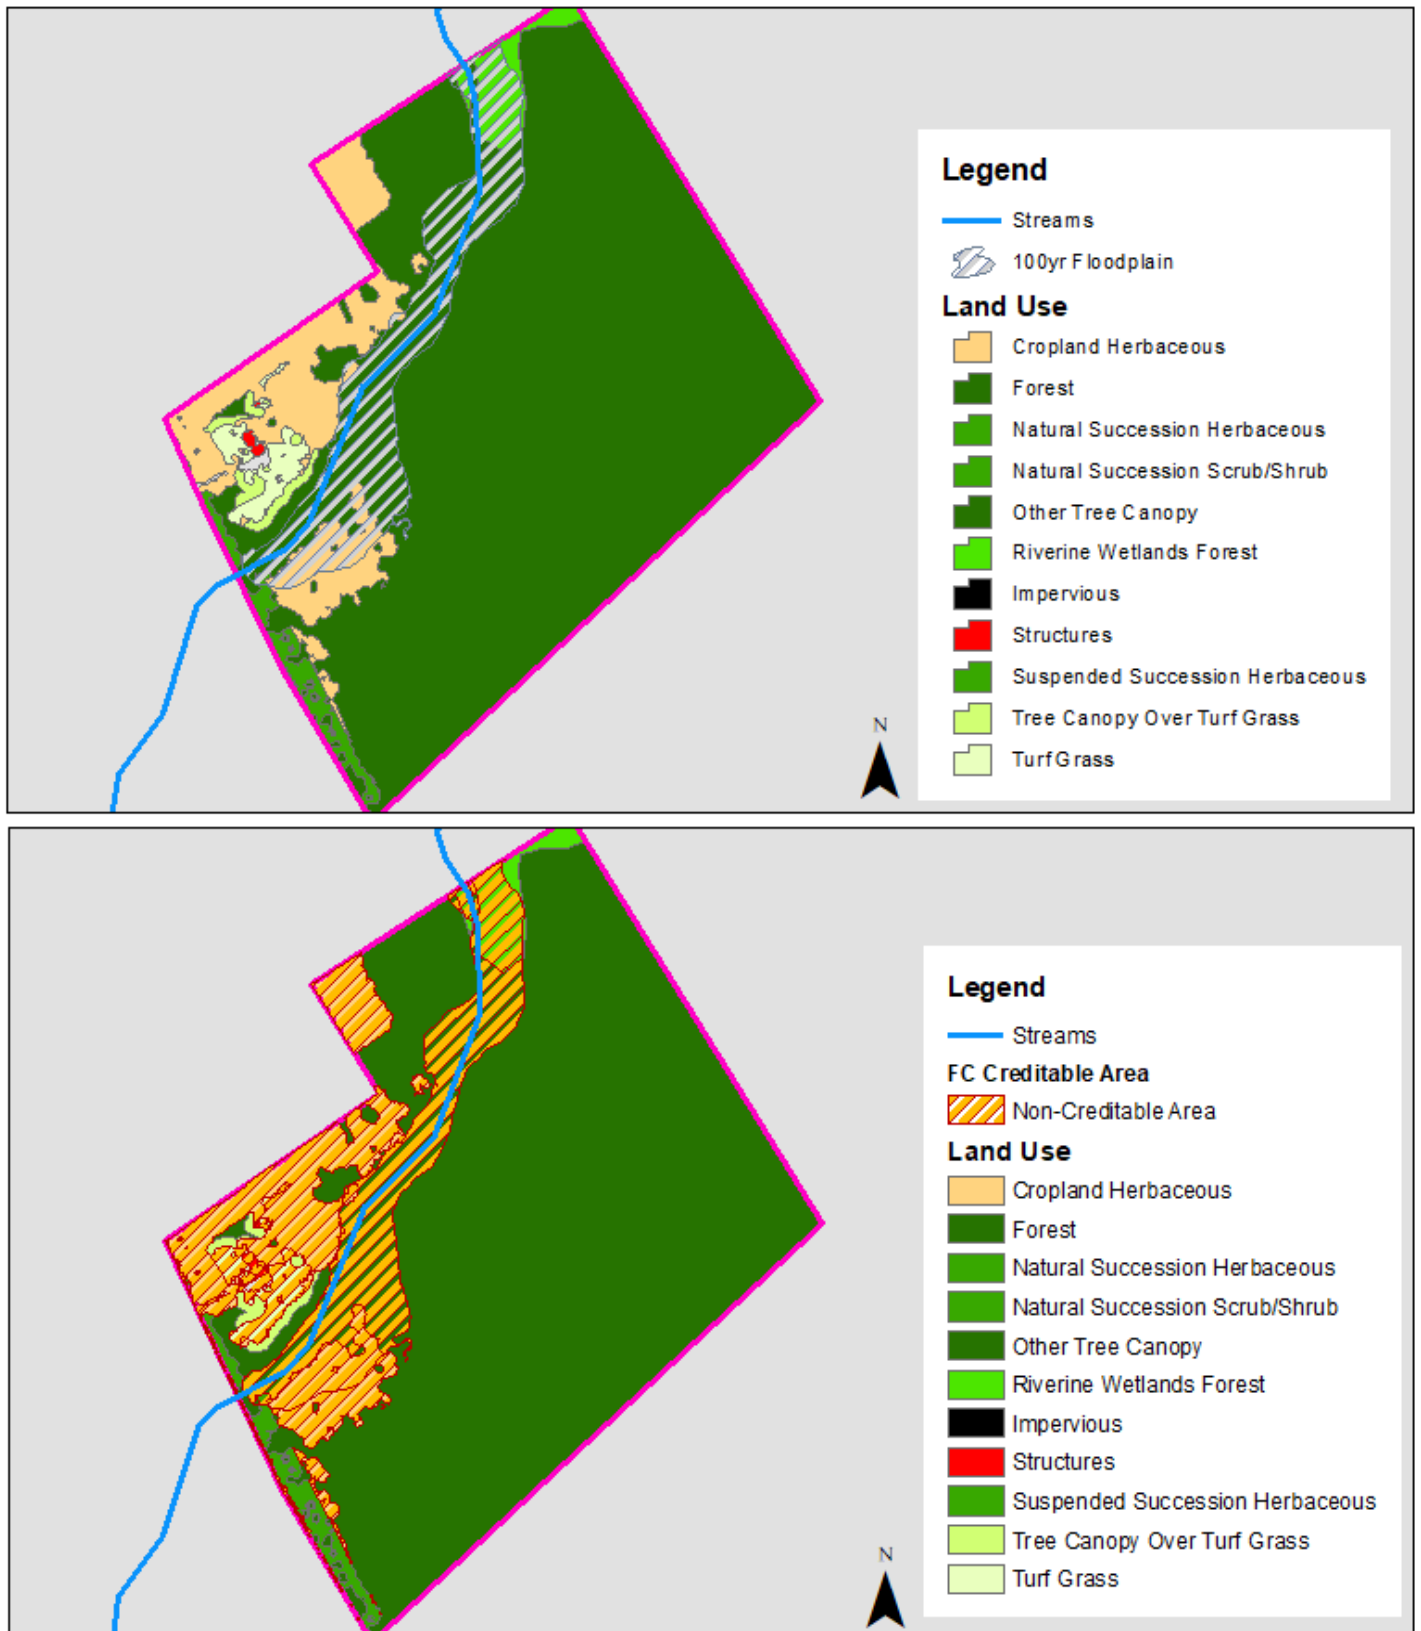 Legend
Streams
100yr Floodplain
Land Use
Cropland Herbaceous
Forest
Natural Succession Herbaceous
Natural Succession Scrub/Shrub
Other Tree Canopy
Riverine Wetlands Forest
Impervious
Structures
Suspended Succession Herbaceous
Tree Canopy Over Turf Grass
Turf Grass
N
Legend
Streams
FC Creditable Area
Non-Creditable Area
Land Use
Cropland Herbaceous
Forest
Natural Succession Herbaceous
Natural Succession Scrub/Shrub
Other Tree Canopy
Riverine Wetlands Forest
Impervious
Structures
Suspended Succession Herbaceous
Tree Canopy Over Turf Grass
Turf Grass
N